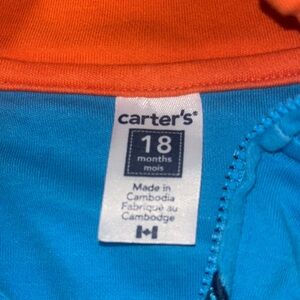 carter's®
18
months
mois
Made in
Cambodia
Fabriqué au
Cambodge